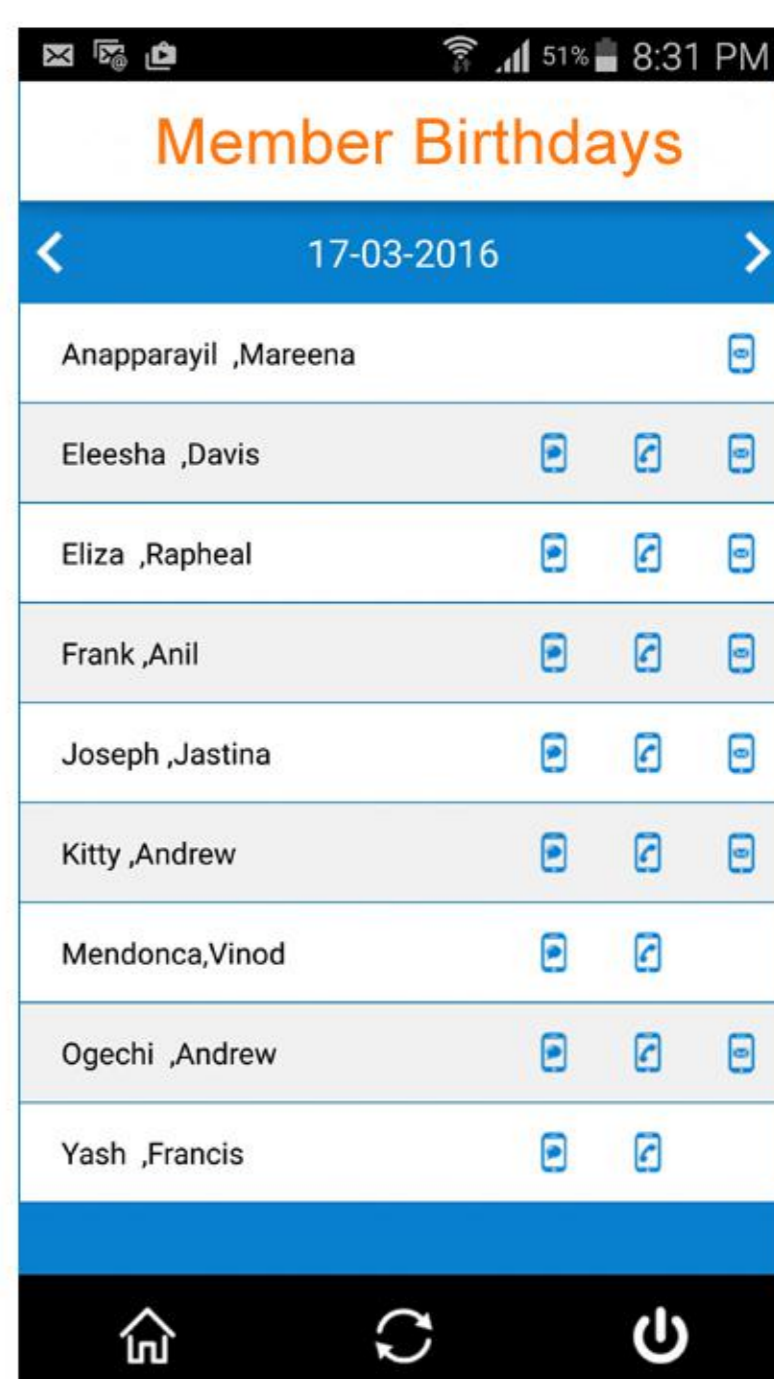 51% 8:31 PM
Member Birthdays
17-03-2016
Anapparayil ,Mareena
Eleesha ,Davis
Eliza ,Rapheal
Frank ,Anil
Joseph ,Jastina
Kitty ,Andrew
Mendonca,Vinod
Ogechi ,Andrew
Yash ,Francis